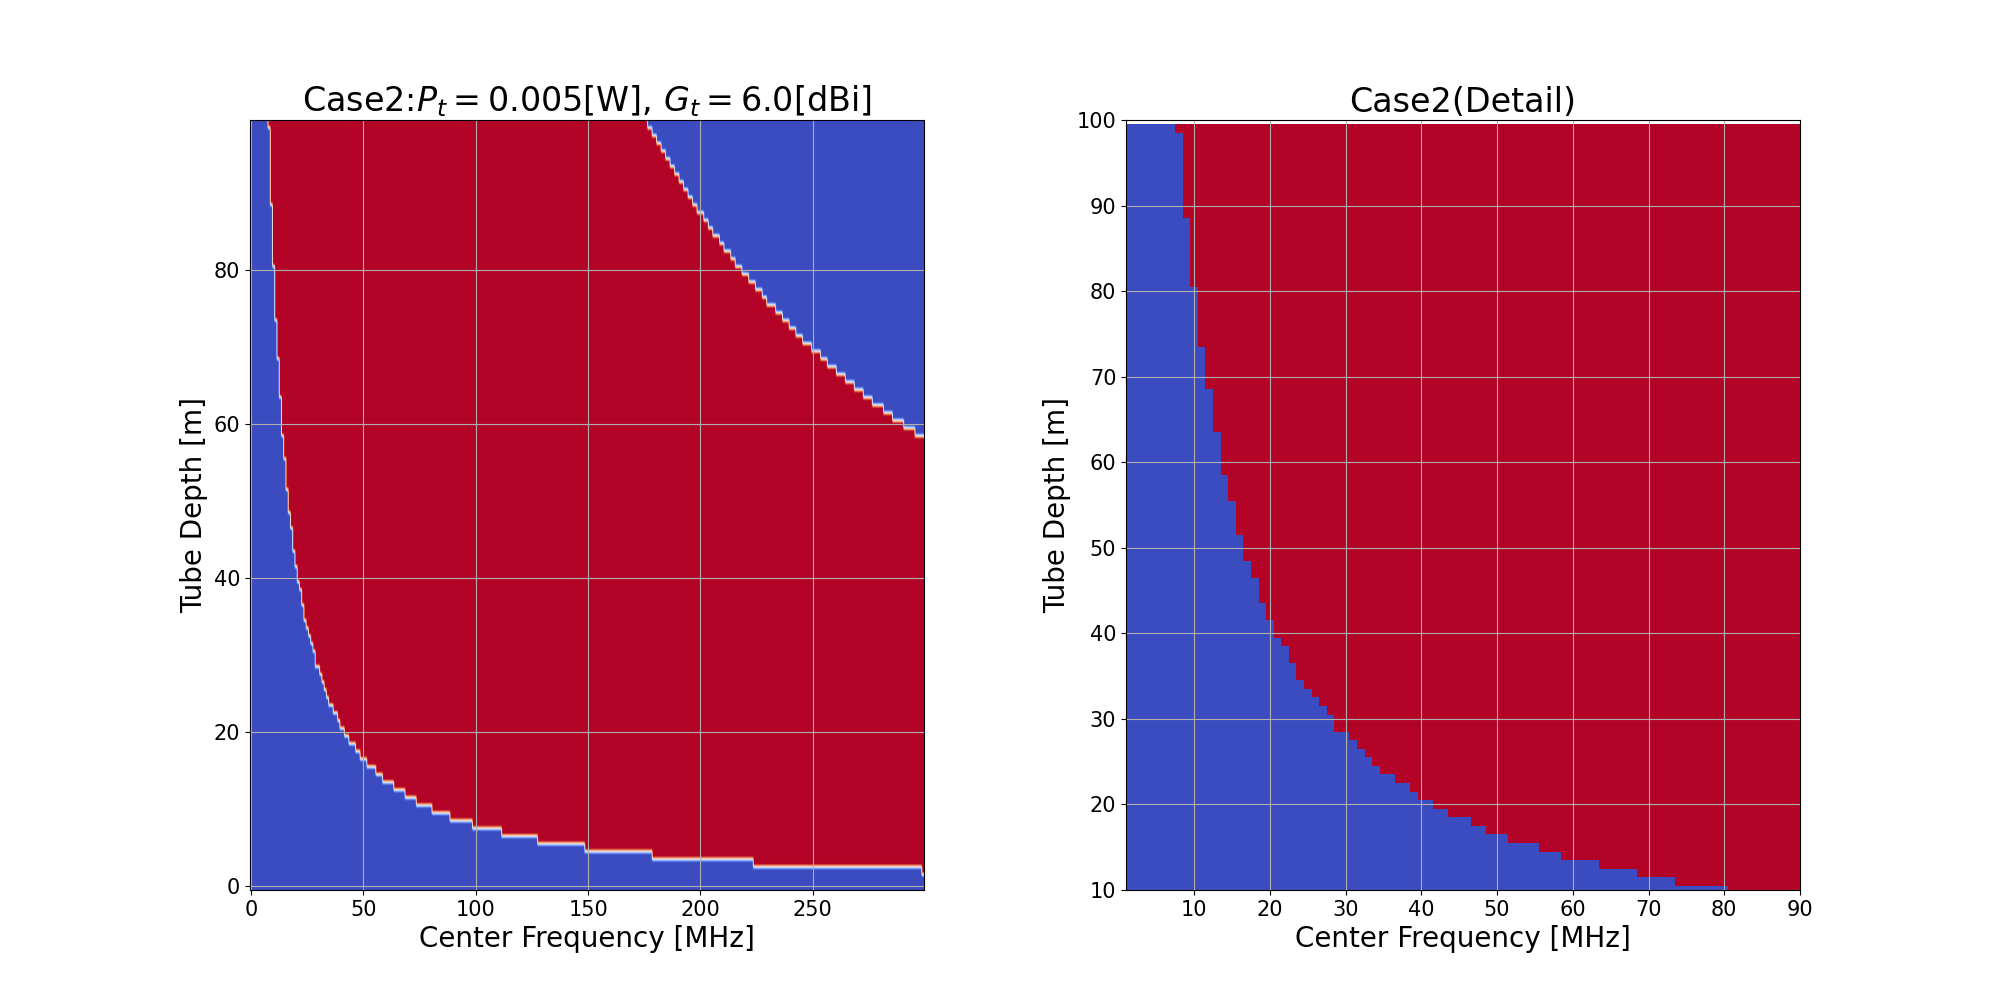 Case2:$P_t = 0.005$[W], $G_t = 6.0$[dBi]
Tube Depth [m]
80
60
40
20
0
0 50 100 150 200 250
Center Frequency [MHz]
Case2(Detail)
Tube Depth [m]
100
90
80
70
60
50
40
30
20
10
10 20 30 40 50 60 70 80 90
Center Frequency [MHz]